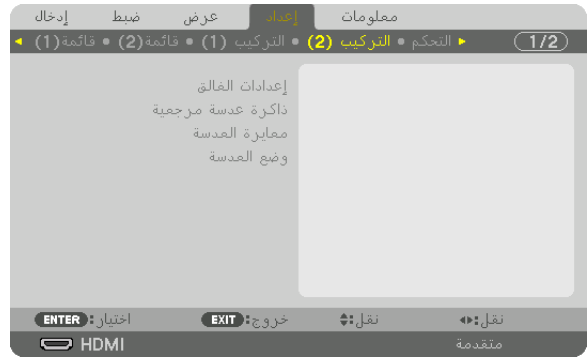 إدخال ضبط عرض إعداد معلومات
قائمة(1) • قائمة(2) • التركيب (1) • التركيب (2) • التحكم 1/2
إعدادات الغالق
ذاكرة عدسة مرجعية
معايرة العدسة
وضع العدسة
ENTER :اختيار EXIT :خروج نقل: نقل:
HDMI متقدمة